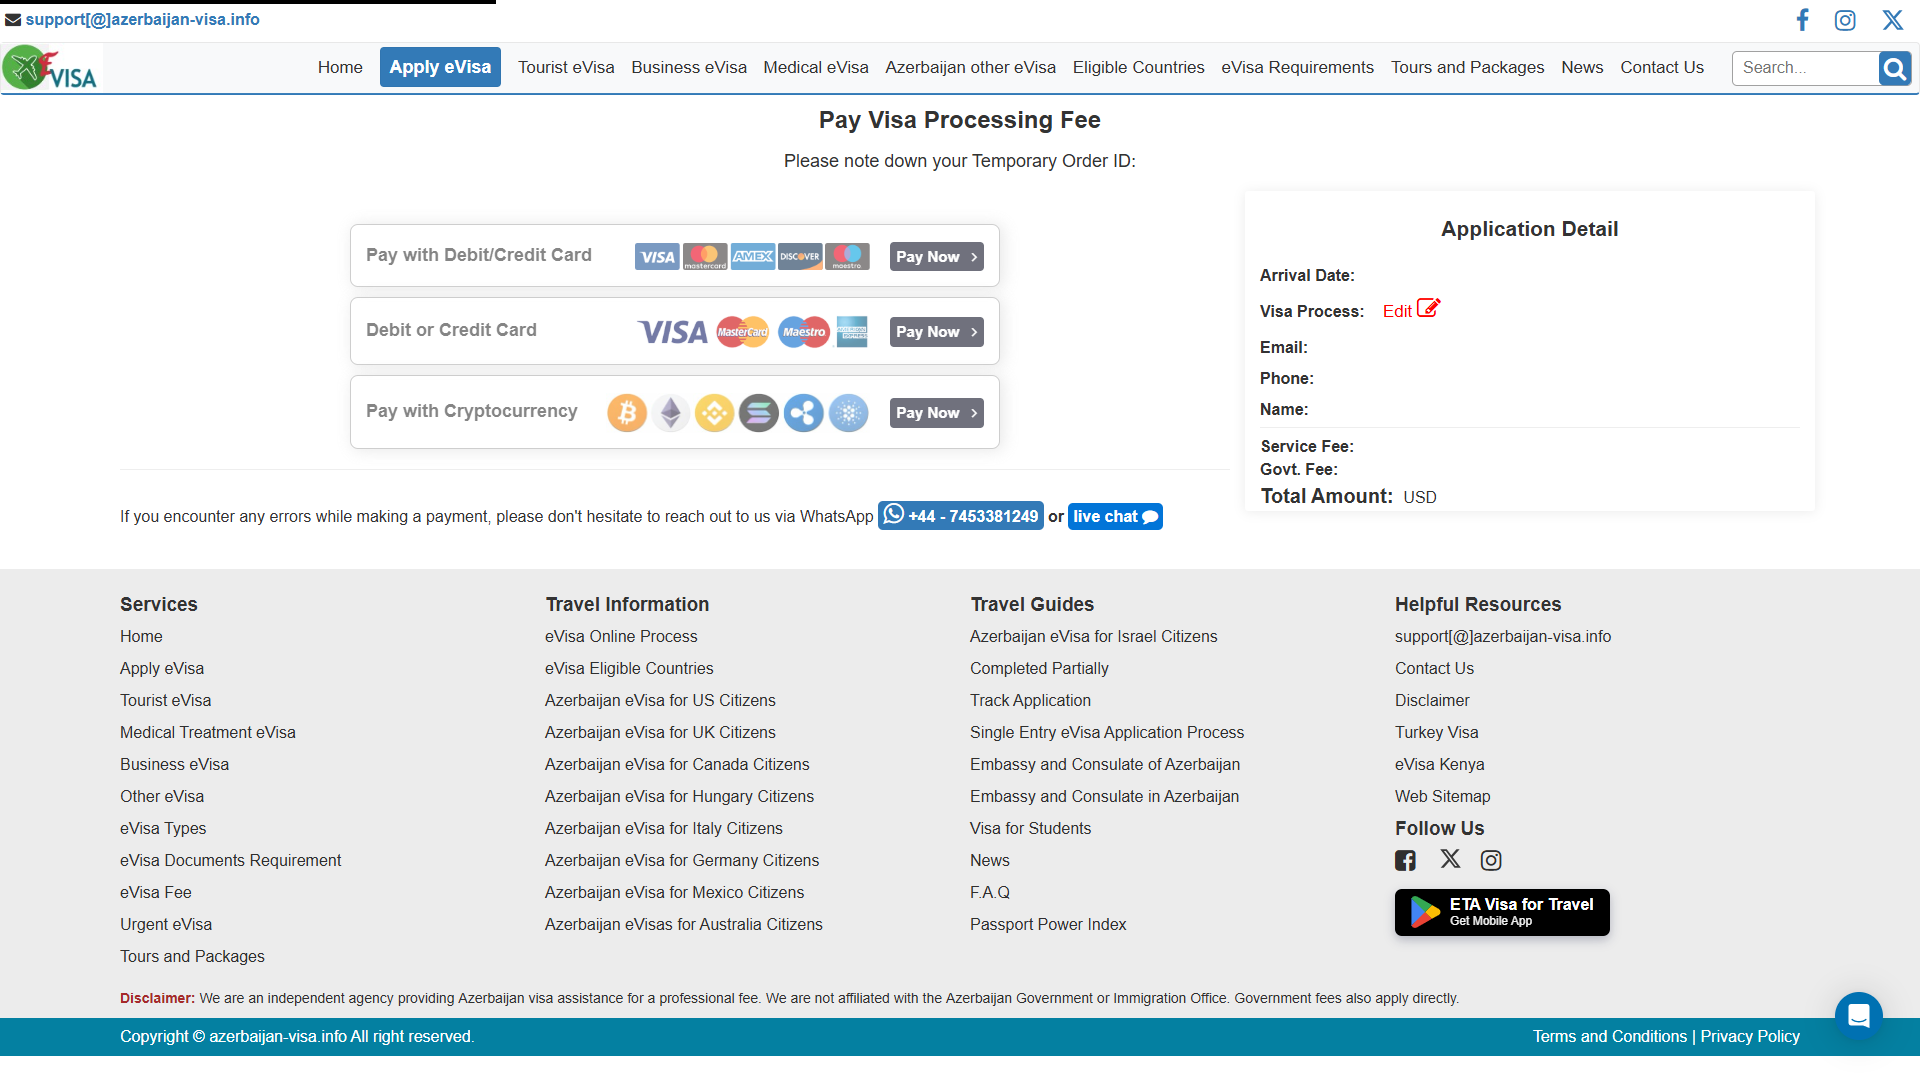 support[@]azerbaijan-visa.info
EVISA
Home
Apply eVisa
Tourist eVisa
Business eVisa
Medical eVisa
Azerbaijan other eVisa
Eligible Countries
eVisa Requirements
Tours and Packages
News
Contact Us
Search...
Pay Visa Processing Fee
Please note down your Temporary Order ID:
Pay with Debit/Credit Card
VISA mastercard AMEX DISCOVER maestro
Pay Now
Debit or Credit Card
VISA MasterCard Maestro
Pay Now
Pay with Cryptocurrency
Pay Now
If you encounter any errors while making a payment, please don't hesitate to reach out to us via WhatsApp +44 - 7453381249 or live chat
Application Detail
Arrival Date:
Visa Process: Edit
Email:
Phone:
Name:
Service Fee:
Govt. Fee:
Total Amount: USD
Services
Home
Apply eVisa
Tourist eVisa
Medical Treatment eVisa
Business eVisa
Other eVisa
eVisa Types
eVisa Documents Requirement
eVisa Fee
Urgent eVisa
Tours and Packages
Travel Information
eVisa Online Process
eVisa Eligible Countries
Azerbaijan eVisa for US Citizens
Azerbaijan eVisa for UK Citizens
Azerbaijan eVisa for Canada Citizens
Azerbaijan eVisa for Hungary Citizens
Azerbaijan eVisa for Italy Citizens
Azerbaijan eVisa for Germany Citizens
Azerbaijan eVisa for Mexico Citizens
Azerbaijan eVisas for Australia Citizens
Travel Guides
Azerbaijan eVisa for Israel Citizens
Completed Partially
Track Application
Single Entry eVisa Application Process
Embassy and Consulate of Azerbaijan
Embassy and Consulate in Azerbaijan
Visa for Students
News
F.A.Q
Passport Power Index
Helpful Resources
support[@]azerbaijan-visa.info
Contact Us
Disclaimer
Turkey Visa
eVisa Kenya
Web Sitemap
Follow Us
ETA Visa for Travel
Get Mobile App
Disclaimer: We are an independent agency providing Azerbaijan visa assistance for a professional fee. We are not affiliated with the Azerbaijan Government or Immigration Office. Government fees also apply directly.
Copyright © azerbaijan-visa.info All right reserved.
Terms and Conditions | Privacy Policy